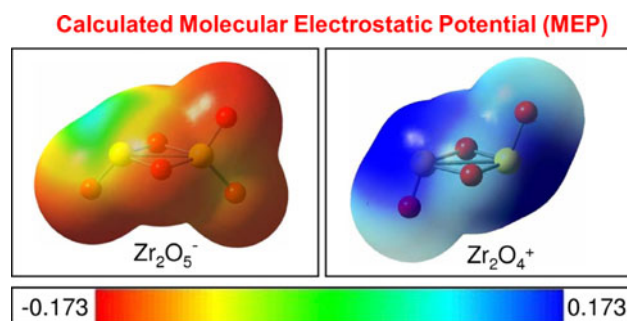 Calculated Molecular Electrostatic Potential (MEP)
Zr₂O₅⁻
Zr₂O₄⁺
-0.173 0.173